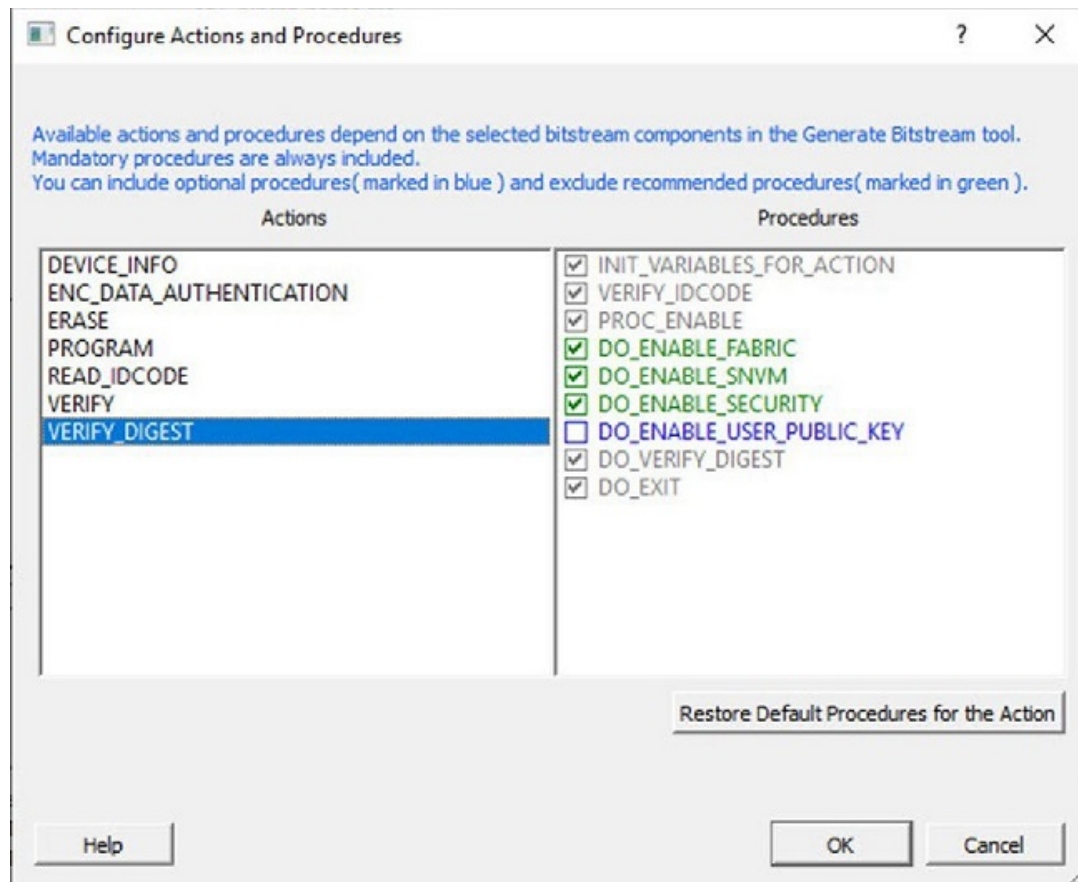 Configure Actions and Procedures
?
Available actions and procedures depend on the selected bitstream components in the Generate Bitstream tool.
Mandatory procedures are always included.
You can include optional procedures( marked in blue ) and exclude recommended procedures( marked in green ).
Actions
Procedures
DEVICE_INFO
ENC_DATA_AUTHENTICATION
ERASE
PROGRAM
READ_IDCODE
VERIFY
VERIFY_DIGEST
INIT_VARIABLES_FOR_ACTION
VERIFY_IDCODE
PROC_ENABLE
DO_ENABLE_FABRIC
DO_ENABLE_SNVM
DO_ENABLE_SECURITY
DO_ENABLE_USER_PUBLIC_KEY
DO_VERIFY_DIGEST
DO_EXIT
Restore Default Procedures for the Action
Help
OK
Cancel